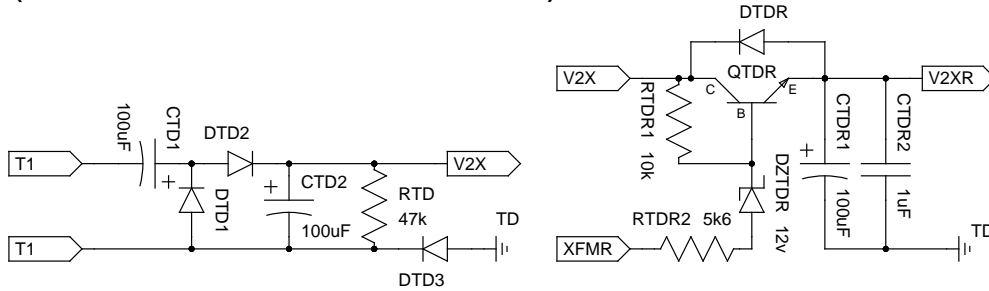 (
)
T1
100uF
CTD1
DTD2
DTD1
CTD2
100uF
RTD
47k
V2X
T1
DTD3
TD
V2X
DTDR
QTDR
C
B
E
RTDR1
10k
DZTDR
12v
RTDR2 5k6
XFMR
CTDR1
100uF
CTDR2
1uF
V2XR
TD